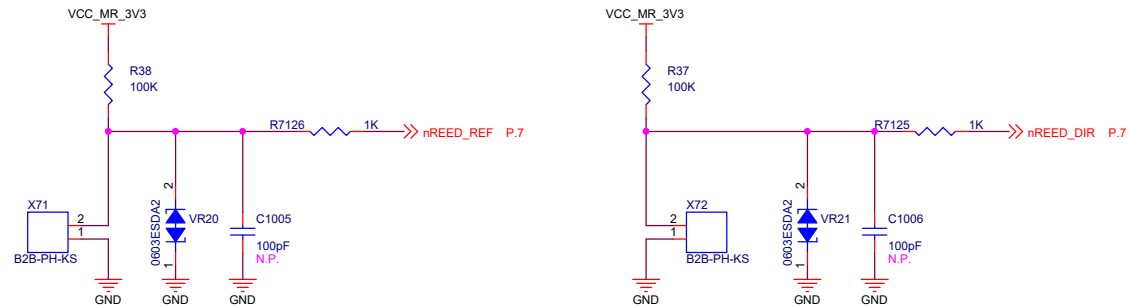 VCC_MR_3V3
R38
100K
R7126 1K
nREED_REF P.7
X71
2
1
B2B-PH-KS
2
0603ESDA2
1
VR20
C1005
100pF
N.P.
GND
GND
GND
VCC_MR_3V3
R37
100K
R7125 1K
nREED_DIR P.7
X72
2
1
B2B-PH-KS
2
0603ESDA2
1
VR21
C1006
100pF
N.P.
GND
GND
GND